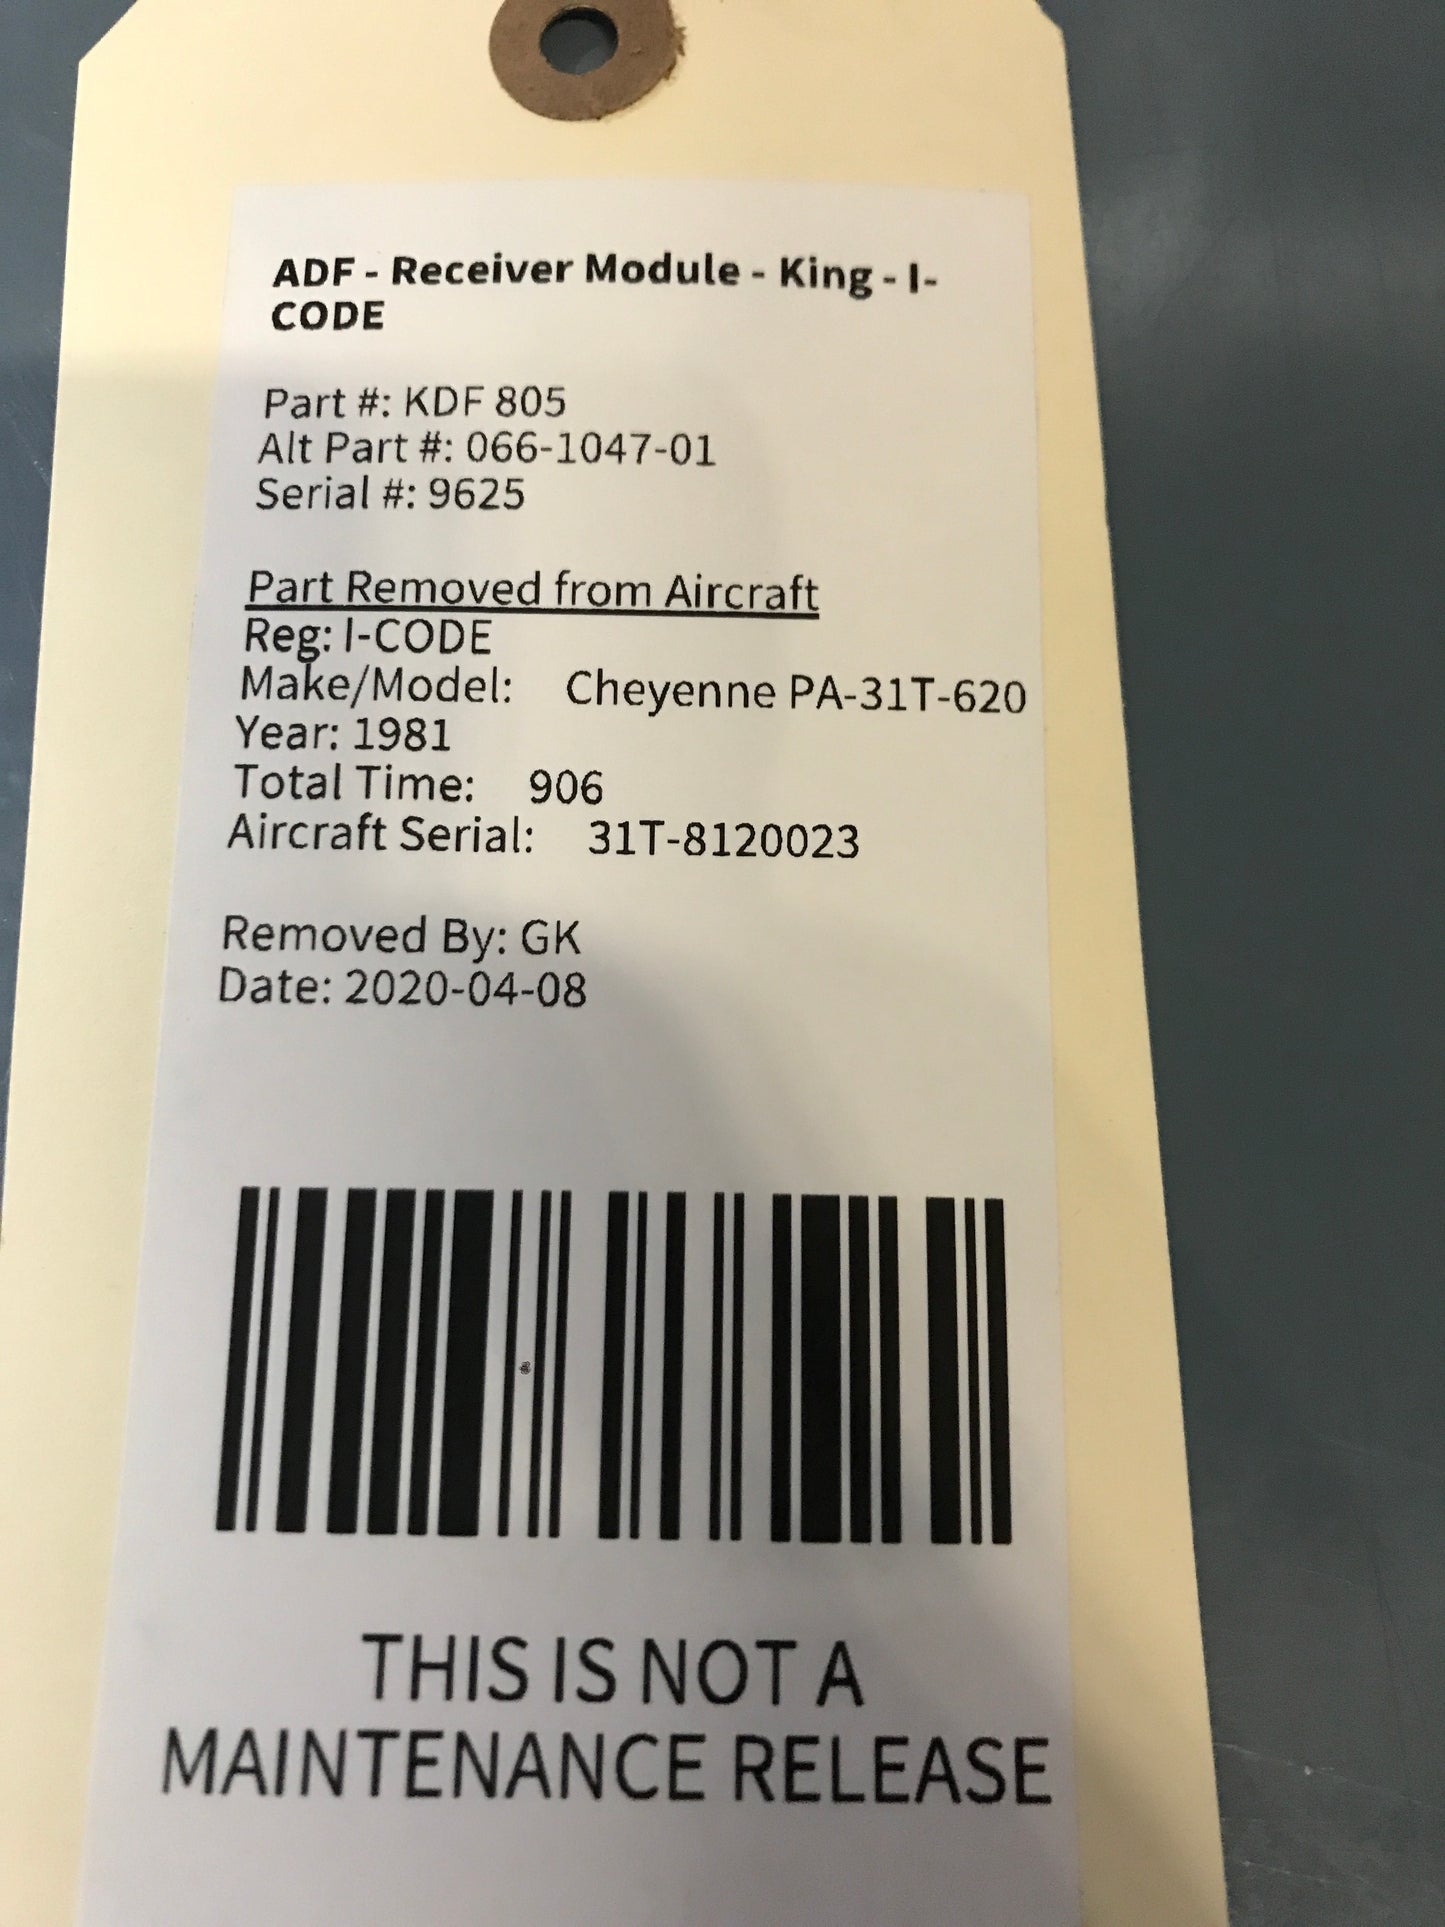 ADF - Receiver Module - King - I-
CODE
Part #: KDF 805
Alt Part #: 066-1047-01
Serial #: 9625
Part Removed from Aircraft
Reg: I-CODE
Make/Model: Cheyenne PA-31T-620
Year: 1981
Total Time: 906
Aircraft Serial: 31T-8120023
Removed By: GK
Date: 2020-04-08
THIS IS NOT A
MAINTENANCE RELEASE